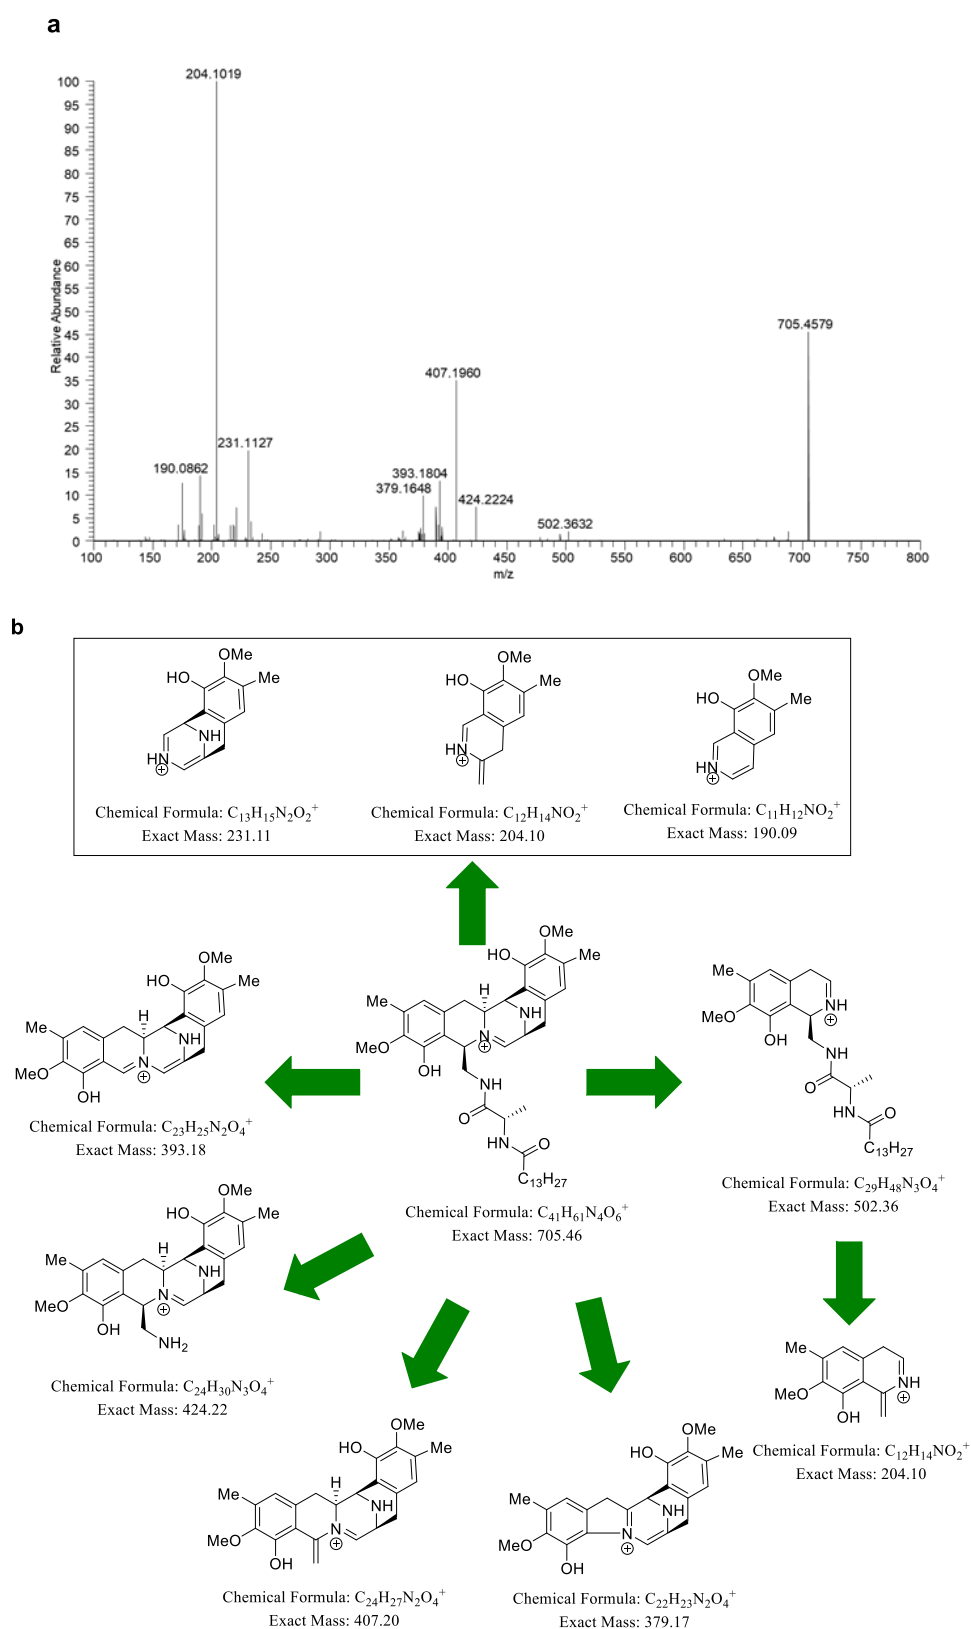 a
204.1019
705.4579
407.1960
231.1127
190.0862
393.1804
379.1648
424.2224
502.3632
100
95
90
85
80
75
70
65
60
55
50
45
40
35
30
25
20
15
10
5
0
Relative Abundance
100 150 200 250 300 350 400 450 500 550 600 650 700 750 800
m/z
b
OMe
HO
Me
NH
HN
⊕
Chemical Formula: C₁₃H₁₅N₂O₂⁺
Exact Mass: 231.11
OMe
HO
Me
HN
⊕
Chemical Formula: C₁₂H₁₄NO₂⁺
Exact Mass: 204.10
OMe
HO
Me
HN
⊕
Chemical Formula: C₁₁H₁₂NO₂⁺
Exact Mass: 190.09
OMe
HO
Me
H
Me
NH
N
MeO
⊕
OH
Chemical Formula: C₂₃H₂₅N₂O₄⁺
Exact Mass: 393.18
OMe
HO
Me
H
Me
NH
N
MeO
⊕
OH
NH
O
HN
O
C₁₃H₂₇
Chemical Formula: C₄₁H₆₁N₄O₆⁺
Exact Mass: 705.46
Me
MeO
NH
⊕
OH
NH
O
HN
O
C₁₃H₂₇
Chemical Formula: C₂₉H₄₈N₃O₄⁺
Exact Mass: 502.36
OMe
HO
Me
H
Me
NH
N
MeO
⊕
OH
NH₂
Chemical Formula: C₂₄H₃₀N₃O₄⁺
Exact Mass: 424.22
Me
MeO
NH
⊕
OH
Chemical Formula: C₁₂H₁₄NO₂⁺
Exact Mass: 204.10
OMe
HO
Me
H
Me
NH
N
MeO
⊕
OH
Chemical Formula: C₂₄H₂₇N₂O₄⁺
Exact Mass: 407.20
OMe
HO
Me
Me
NH
N
MeO
⊕
OH
Chemical Formula: C₂₂H₂₃N₂O₄⁺
Exact Mass: 379.17